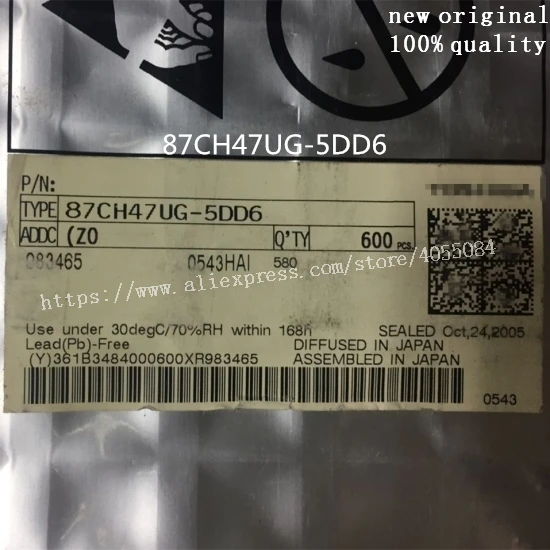 new original
100% quality
87CH47UG-5DD6
P/N:
TYPE 87CH47UG-5DD6
ADDC (Z0 Q'TY 600 PCS.
983465 0543HAI 580
https://www.aliexpress.com/store/4055084
Use under 30degC/70%RH within 168h SEALED Oct,24,2005
Lead(Pb)-Free DIFFUSED IN JAPAN
(Y)361B3484000600XR983465 ASSEMBLED IN JAPAN
0543